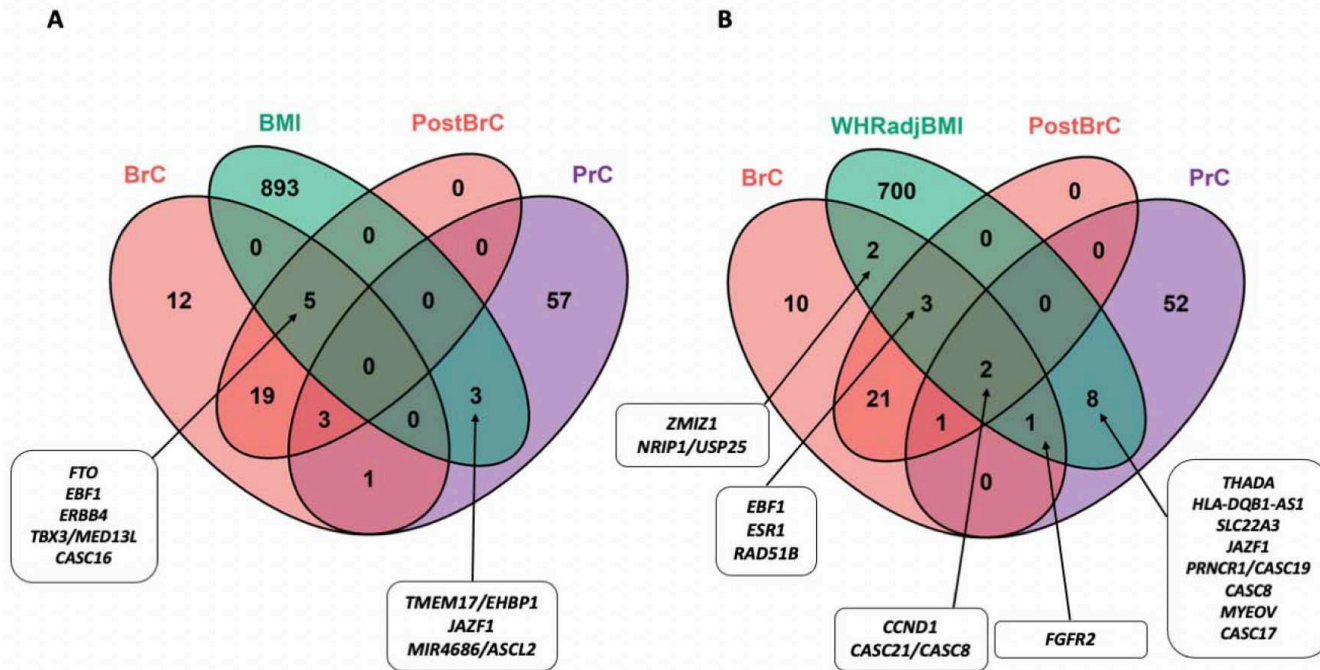 A
BMI
PostBrC
BrC
PrC
893
0
0
0
0
12
5
0
57
0
19
3
0
3
1
FTO
EBF1
ERBB4
TBX3/MED13L
CASC16
TMEM17/EHBP1
JAZF1
MIR4686/ASCL2
B
WHRadjBMI
PostBrC
BrC
PrC
700
0
2
0
0
10
3
0
52
2
21
1
1
8
0
ZMIZ1
NRIP1/USP25
EBF1
ESR1
RAD51B
CCND1
CASC21/CASC8
FGFR2
THADA
HLA-DQB1-AS1
SLC22A3
JAZF1
PRNCR1/CASC19
CASC8
MYEOV
CASC17